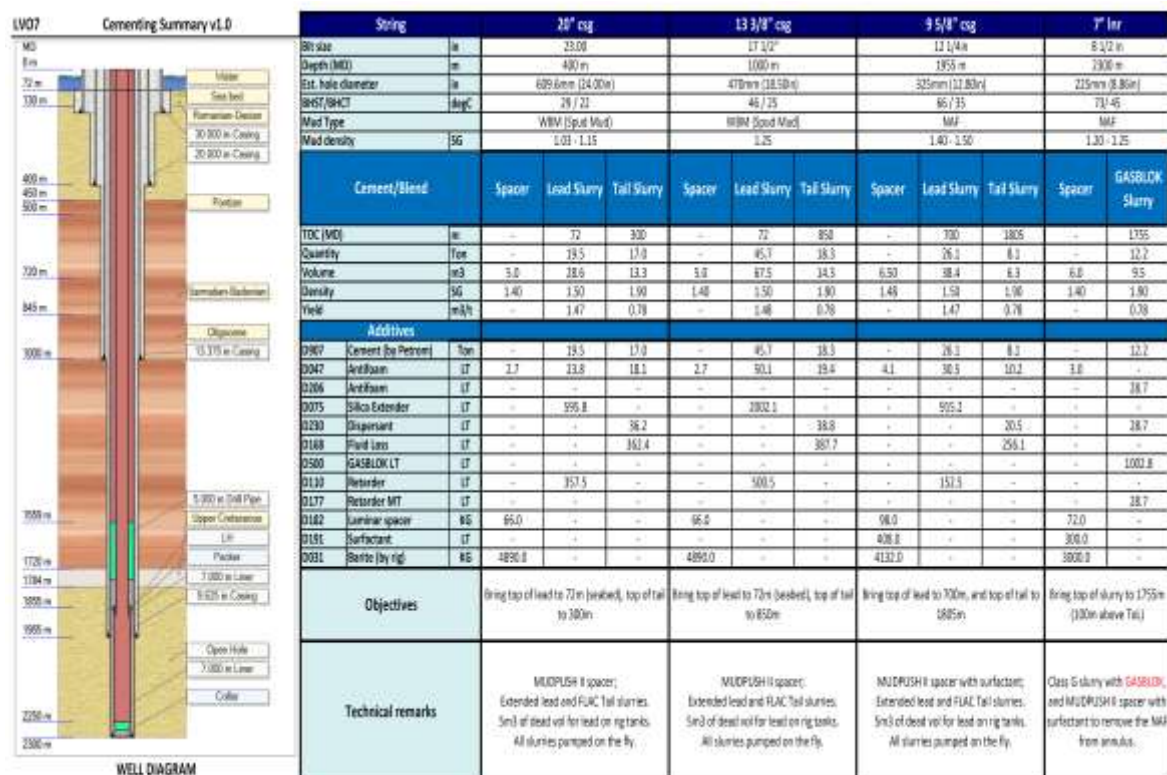 LVO7 Cementing Summary v1.0
MD
0 m
72 m
130 m
400 m
450 m
500 m
720 m
845 m
1000 m
1720 m
2250 m
2300 m
Water
Sea bed
Romanian-Dacian
30.000 in Casing
20.000 in Casing
Pontian
Sarmatian-Badenian
Oligocene
13.375 in Casing
5.000 in Drill Pipe
Upper Cretaceous
LH
Packer
7.000 in Liner
9.625 in Casing
Open Hole
7.000 in Liner
Collar
WELL DIAGRAM
String 20" csg 13 3/8" csg 9 5/8" csg 7" lnr
Bit size in 23.00 17 1/2" 12 1/4 in 8 1/2 in
Depth (MD) m 400 m 1000 m 1955 m 2300 m
Est. hole diameter in 609.6mm (24.00in) 470mm (18.50in) 325mm (12.80in) 225mm (8.86in)
BHST/BHCT degC 29 / 22 46 / 25 66 / 35 73/ 45
Mud Type WBM (Spud Mud) WBM (Spud Mud) NAF NAF
Mud density SG 1.03 - 1.15 1.25 1.40 - 1.50 1.20 - 1.25
Cement/Blend Spacer Lead Slurry Tail Slurry Spacer Lead Slurry Tail Slurry Spacer Lead Slurry Tail Slurry Spacer GASBLOK Slurry
TOC (MD) m - 72 300 - 72 850 - 700 1805 - 1755
Quantity Ton - 19.5 17.0 - 45.7 18.3 - 26.1 8.1 - 12.2
Volume m3 5.0 28.6 13.3 5.0 67.5 14.3 6.50 38.4 6.3 6.0 9.5
Density SG 1.40 1.50 1.90 1.40 1.50 1.90 1.48 1.50 1.90 1.40 1.90
Yield m3/t - 1.47 0.78 - 1.48 0.78 - 1.47 0.78 - 0.78
Additives
D907 Cement (by Petrom) Ton - 19.5 17.0 - 45.7 18.3 - 26.1 8.1 - 12.2
D047 Antifoam LT 2.7 13.8 18.1 2.7 50.1 19.4 4.1 30.5 10.2 3.0 -
D206 Antifoam LT - - - - - - - - - - 28.7
D075 Silica Extender LT - 595.8 - - 2002.1 - - 915.2 - - -
D230 Dispersant LT - - 36.2 - - 38.8 - - 20.5 - 28.7
D168 Fluid Loss LT - - 362.4 - - 387.7 - - 256.1 - -
D500 GASBLOK LT LT - - - - - - - - - - 1002.8
D110 Retarder LT - 357.5 - - 500.5 - - 152.5 - - -
D177 Retarder MT LT - - - - - - - - - - 28.7
D182 Laminar spacer KG 66.0 - - 66.0 - - 98.0 - - 72.0 -
D191 Surfactant LT - - - - - - 408.0 - - 300.0 -
D031 Barite (by rig) KG 4890.0 - - 4890.0 - - 4132.0 - - 3000.0 -
Objectives
Bring top of lead to 72m (seabed), top of tail
to 300m
Bring top of lead to 72m (seabed), top of tail
to 850m
Bring top of lead to 700m, and top of tail to
1805m
Bring top of slurry to 1755m
(100m above ToL)
Technical remarks
MUDPUSH II spacer;
Extended lead and FLAC Tail slurries.
5m3 of dead vol for lead on rig tanks.
All slurries pumped on the fly.
MUDPUSH II spacer;
Extended lead and FLAC Tail slurries.
5m3 of dead vol for lead on rig tanks.
All slurries pumped on the fly.
MUDPUSH II spacer with surfactant;
Extended lead and FLAC Tail slurries.
5m3 of dead vol for lead on rig tanks.
All slurries pumped on the fly.
Class G slurry with GASBLOK,
and MUDPUSH II spacer with
surfactant to remove the NAF
from annulus.